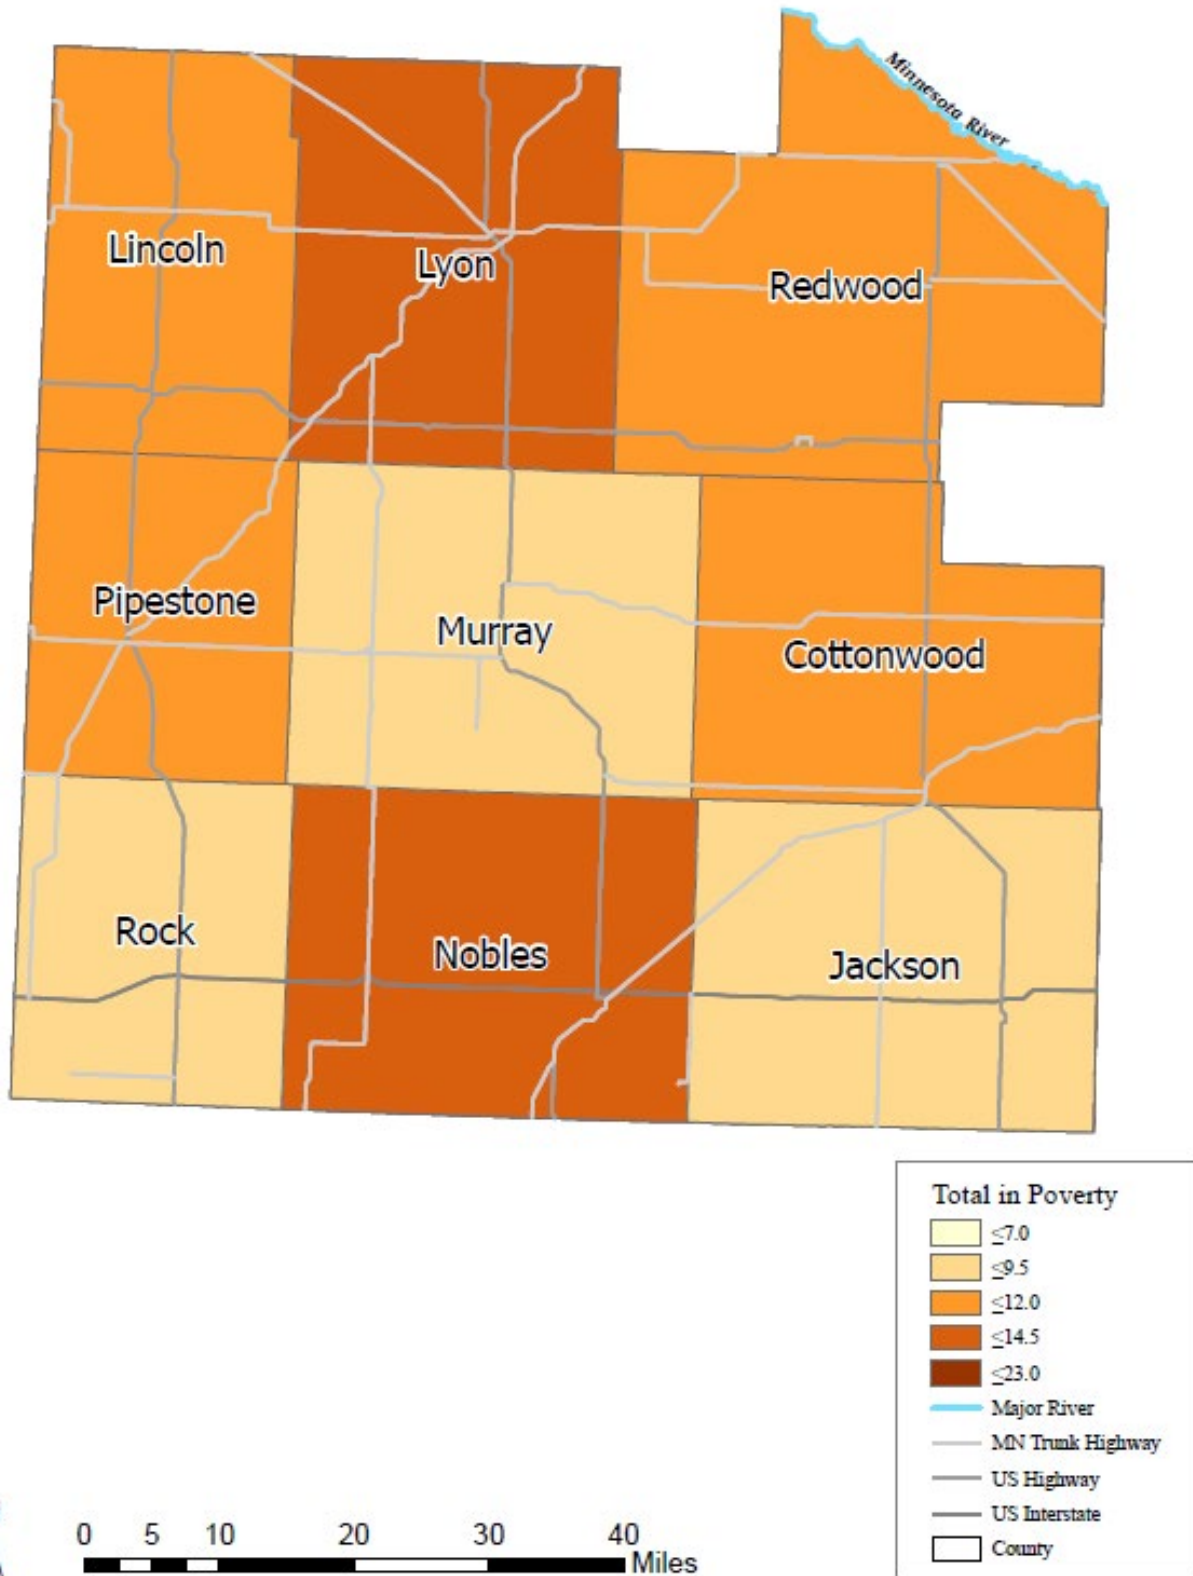 Minnesota River
Lincoln
Lyon
Redwood
Pipestone
Murray
Cottonwood
Rock
Nobles
Jackson
Total in Poverty
≤7.0
≤9.5
≤12.0
≤14.5
≤23.0
Major River
MN Trunk Highway
US Highway
US Interstate
County
0 5 10 20 30 40
Miles